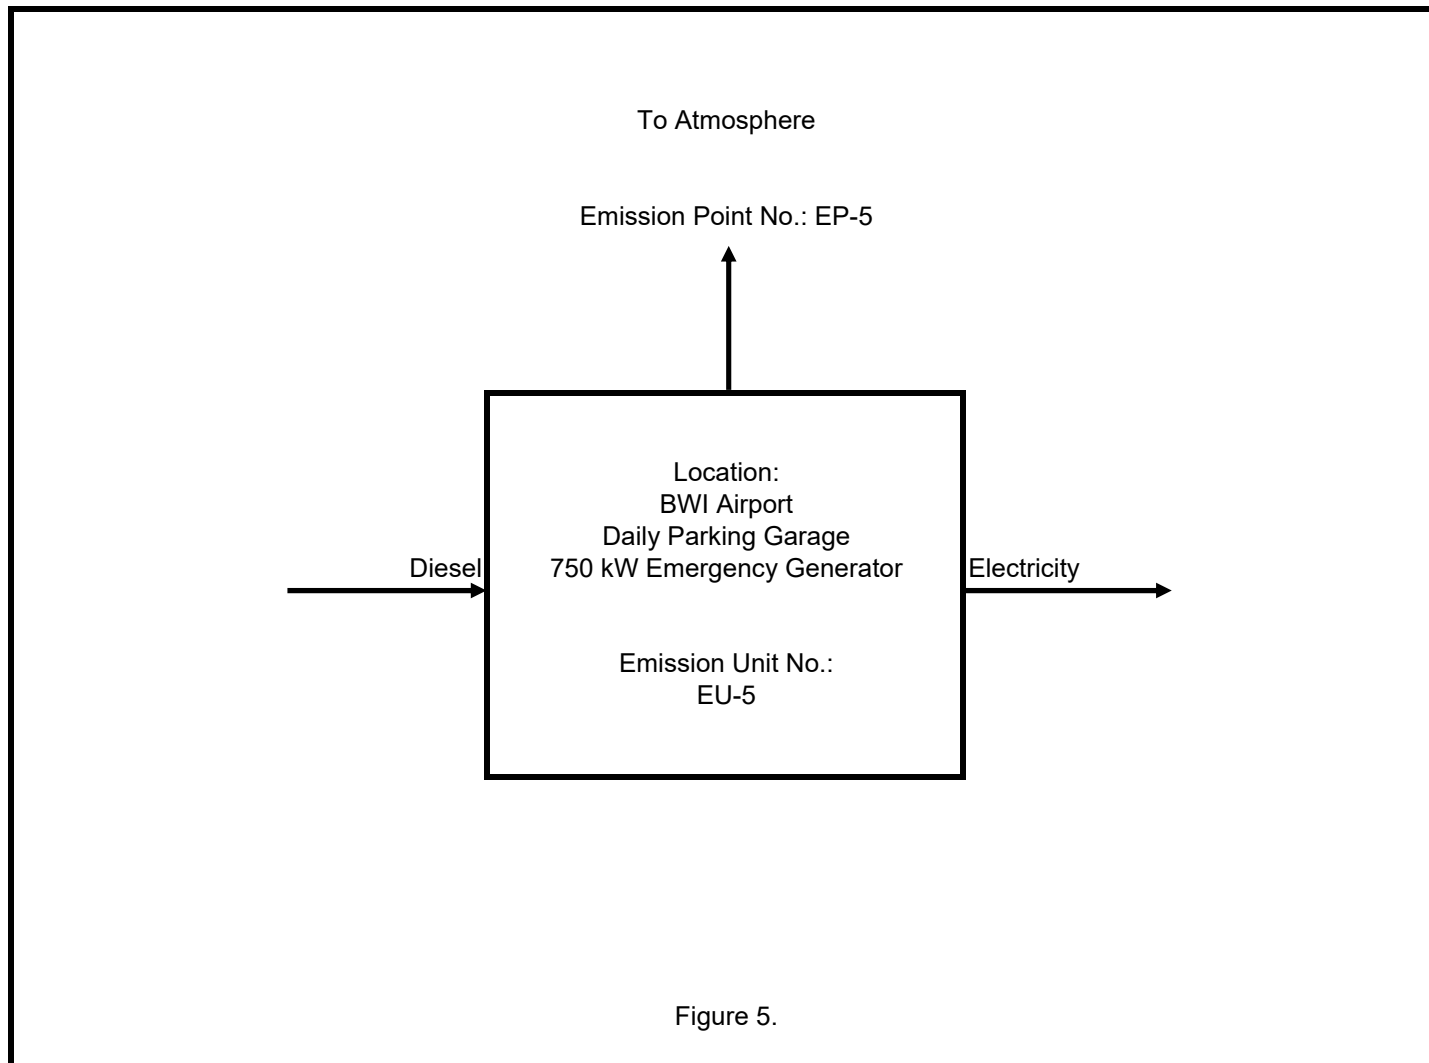 To Atmosphere
Emission Point No.: EP-5
Location:
BWI Airport
Daily Parking Garage
Diesel
750 kW Emergency Generator
Electricity
Emission Unit No.:
EU-5
Figure 5.